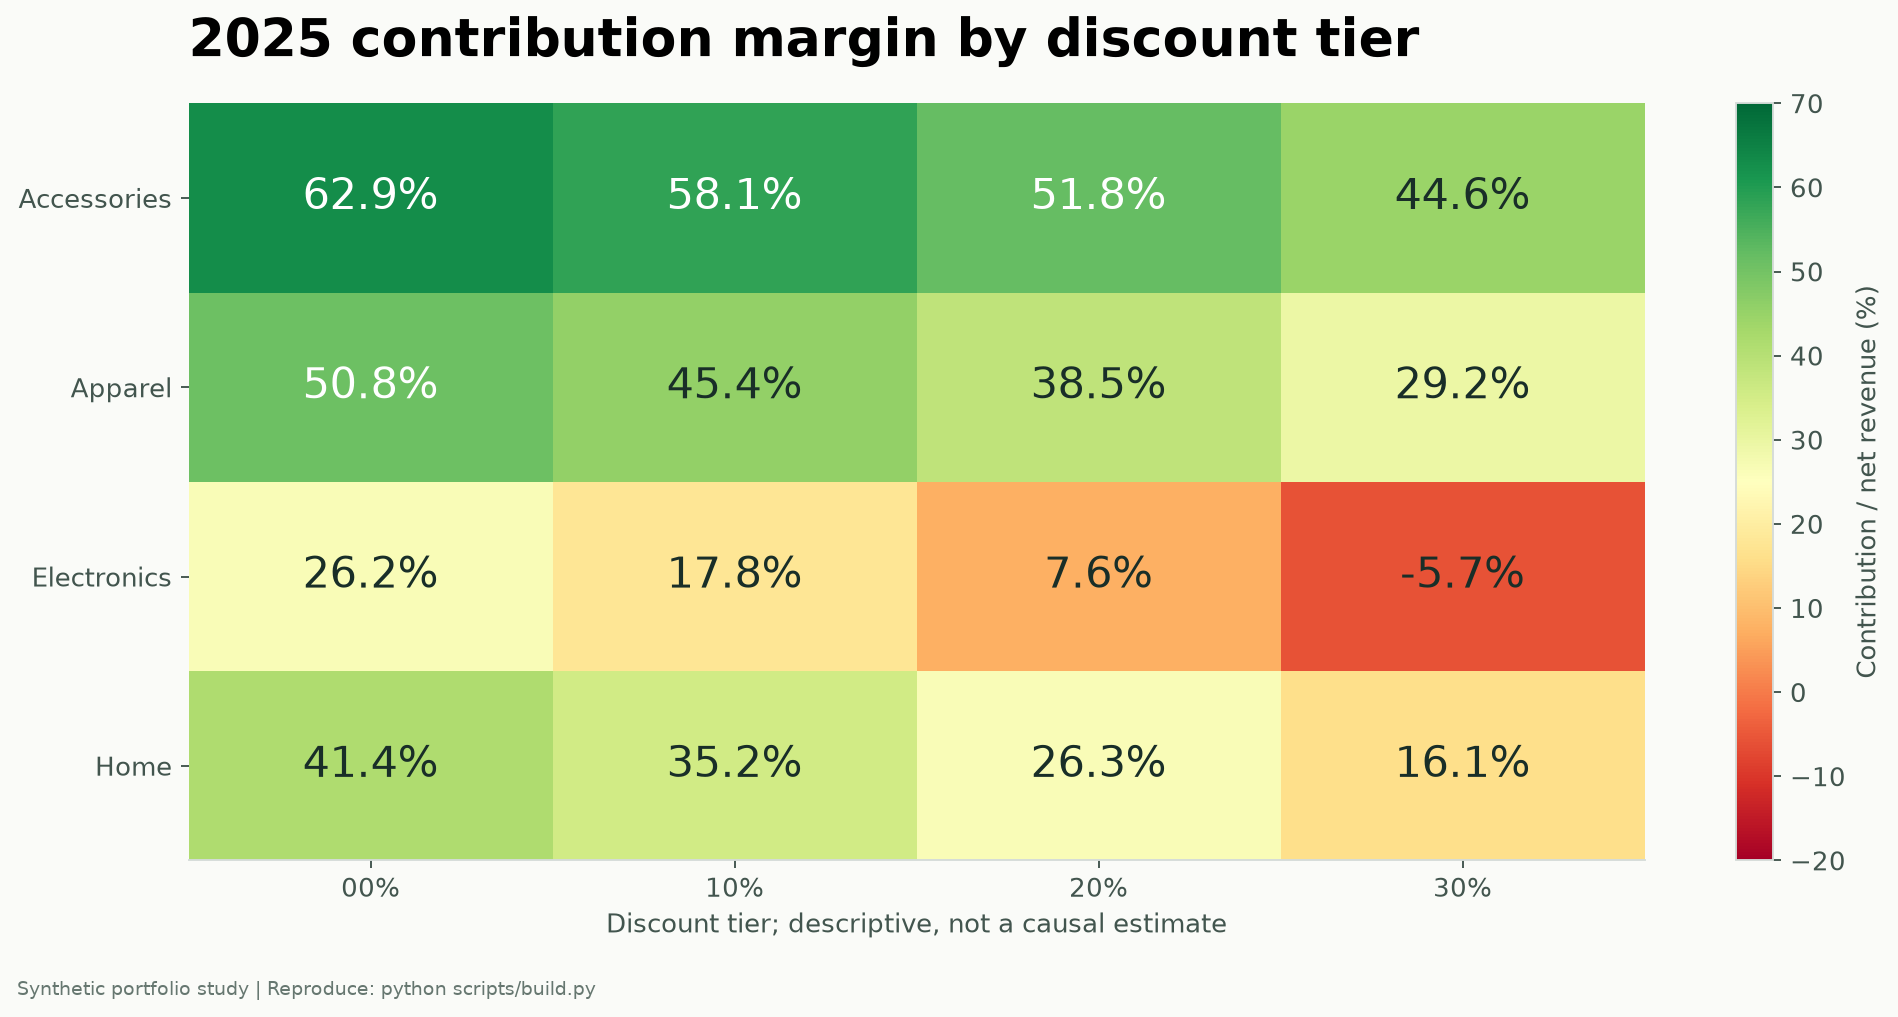 2025 contribution margin by discount tier
Accessories 62.9% 58.1% 51.8% 44.6%
Apparel 50.8% 45.4% 38.5% 29.2%
Electronics 26.2% 17.8% 7.6% -5.7%
Home 41.4% 35.2% 26.3% 16.1%
00% 10% 20% 30%
Discount tier; descriptive, not a causal estimate
70
60
50
40
30
20
10
0
−10
−20
Contribution / net revenue (%)
Synthetic portfolio study | Reproduce: python scripts/build.py